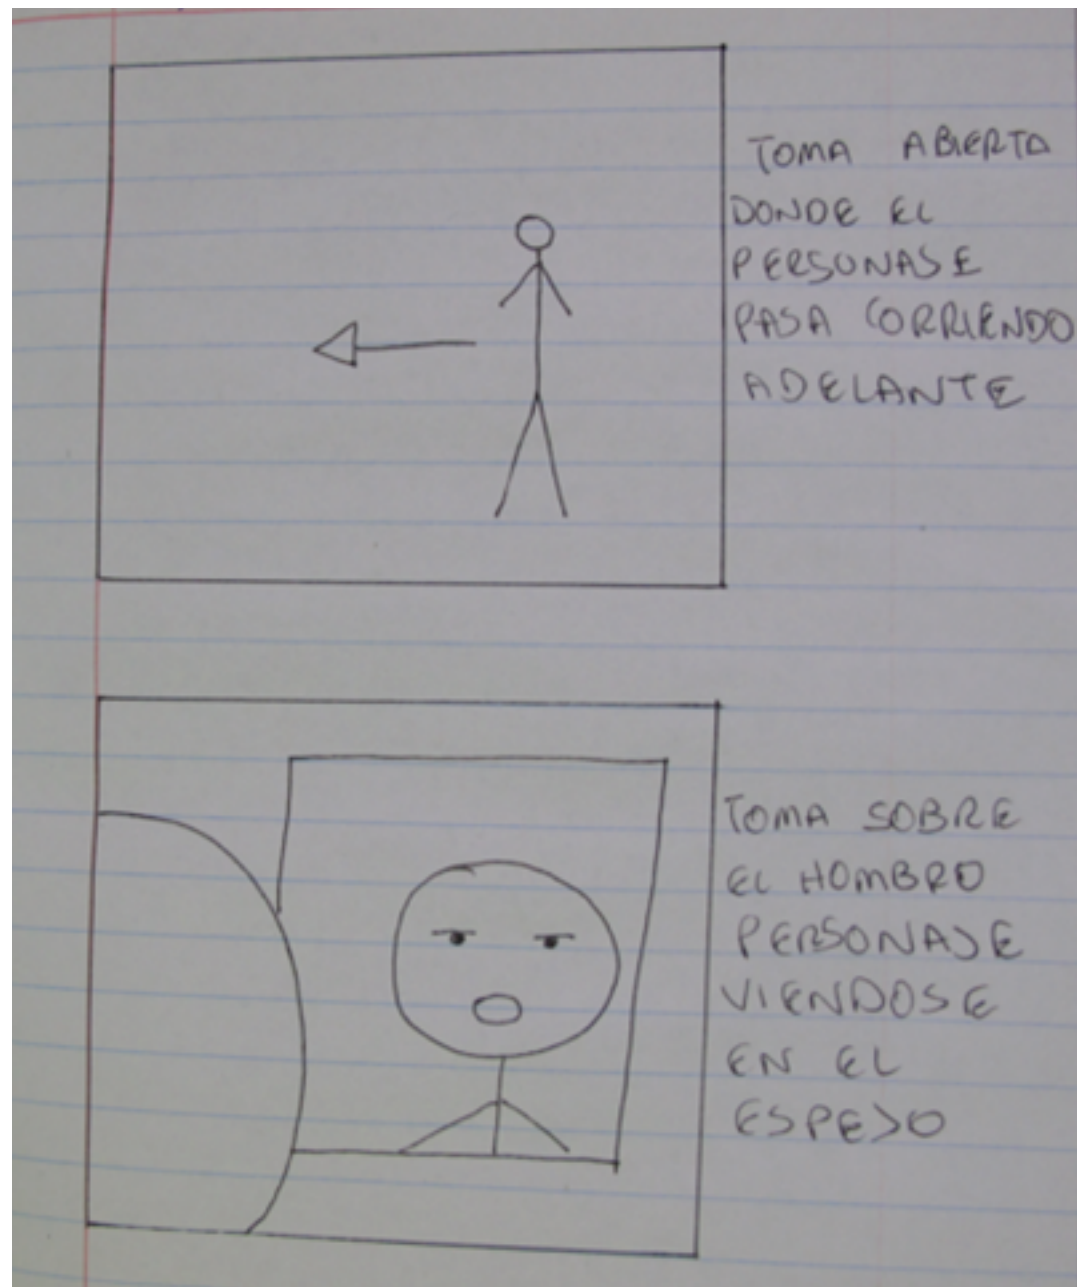 TOMA ABIERTA
DONDE EL
PERSONAJE
PASA CORRIENDO
ADELANTE
TOMA SOBRE
EL HOMBRO
PERSONAJE
VIENDOSE
EN EL
ESPEJO